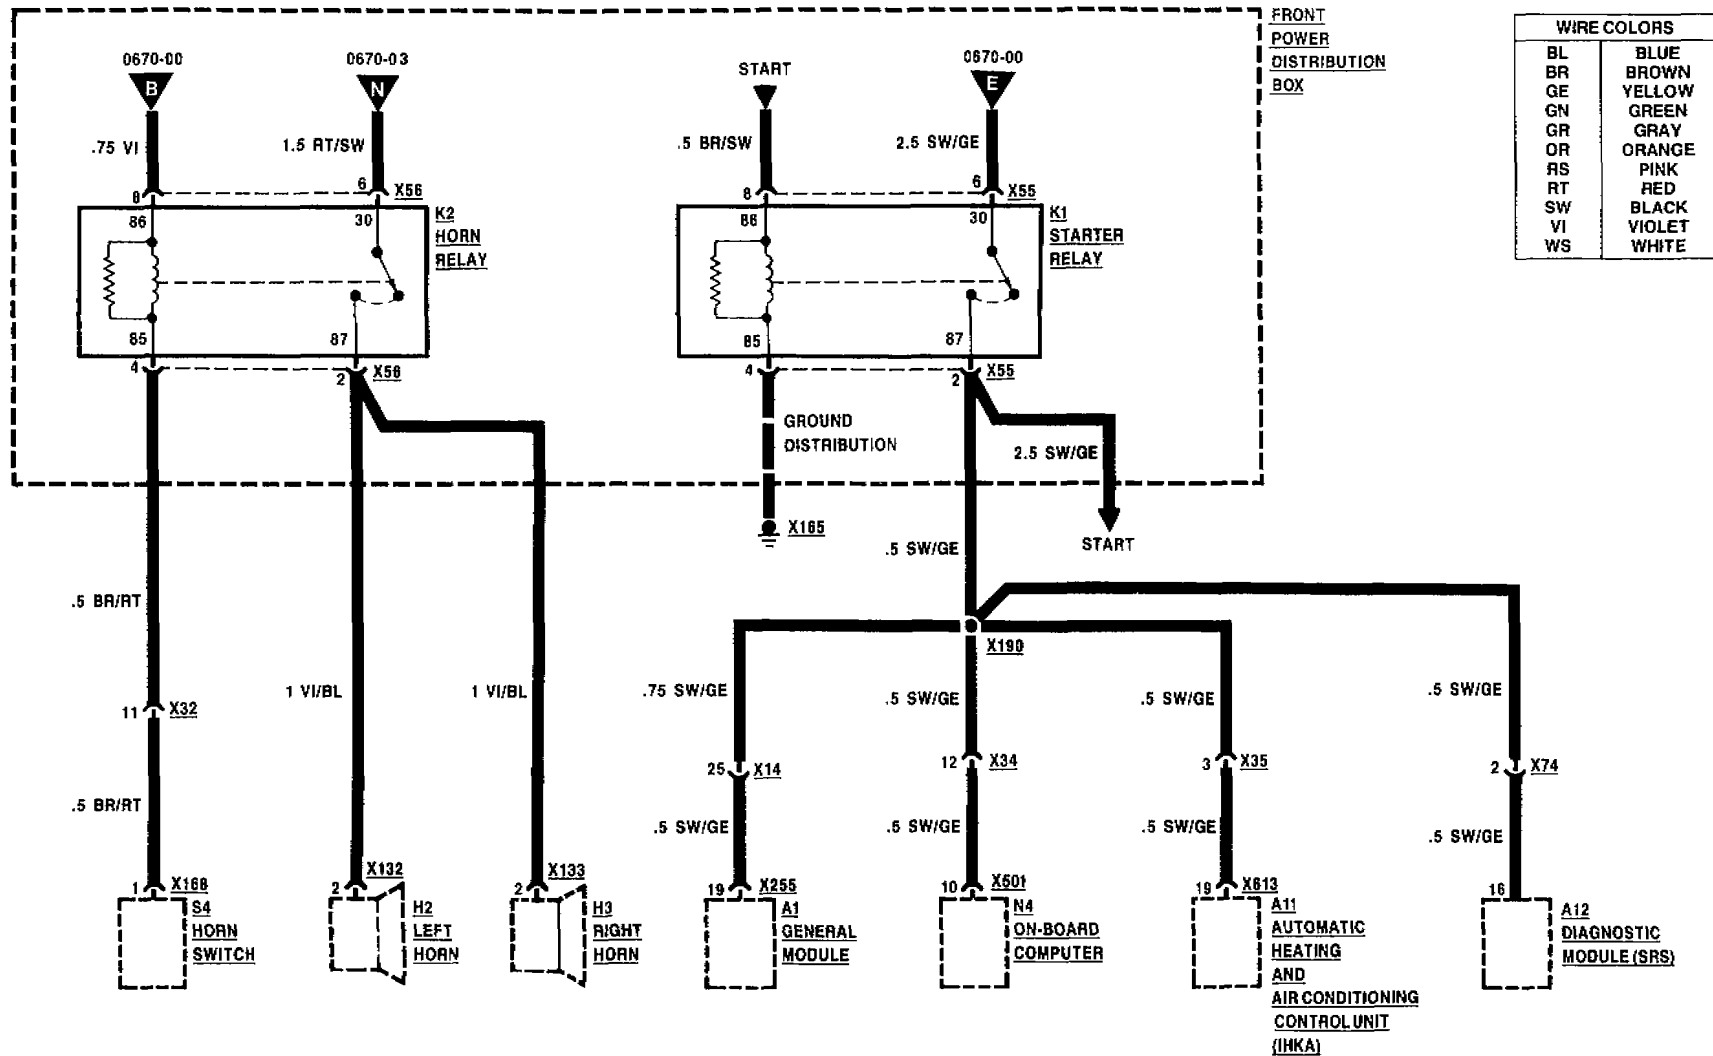 FRONT
POWER
DISTRIBUTION
BOX
WIRE COLORS
BL BLUE
BR BROWN
GE YELLOW
GN GREEN
GR GRAY
OR ORANGE
RS PINK
RT RED
SW BLACK
VI VIOLET
WS WHITE
0670-00
B
0670-03
N
START
0670-00
E
.75 VI
1.5 RT/SW
.5 BR/SW
2.5 SW/GE
8
6
X56
8
6
X55
86
30
K2
HORN
RELAY
86
30
K1
STARTER
RELAY
85
87
85
87
4
2
X56
4
2
X55
GROUND
DISTRIBUTION
2.5 SW/GE
X165
START
.5 SW/GE
.5 BR/RT
X190
1 VI/BL
1 VI/BL
.75 SW/GE
.5 SW/GE
.5 SW/GE
.5 SW/GE
11
X32
25
X14
12
X34
3
X35
2
X74
.5 BR/RT
.5 SW/GE
.5 SW/GE
.5 SW/GE
.5 SW/GE
1
X168
2
X132
2
X133
19
X255
10
X601
19
X613
16
S4
HORN
SWITCH
H2
LEFT
HORN
H3
RIGHT
HORN
A1
GENERAL
MODULE
N4
ON-BOARD
COMPUTER
A11
AUTOMATIC
HEATING
AND
AIR CONDITIONING
CONTROL UNIT
(IHKA)
A12
DIAGNOSTIC
MODULE (SRS)